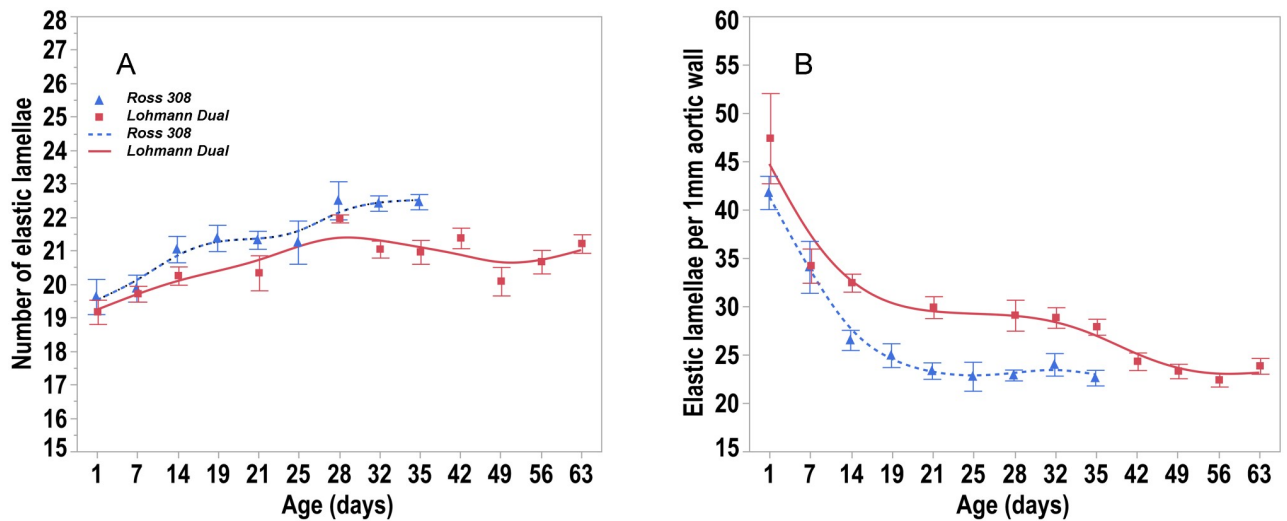 A
Ross 308
Lohmann Dual
Ross 308
Lohmann Dual
Number of elastic lamellae
28
27
26
25
24
23
22
21
20
19
18
17
16
15
1 7 14 19 21 25 28 32 35 42 49 56 63
Age (days)
B
Elastic lamellae per 1mm aortic wall
60
55
50
45
40
35
30
25
20
15
1 7 14 19 21 25 28 32 35 42 49 56 63
Age (days)